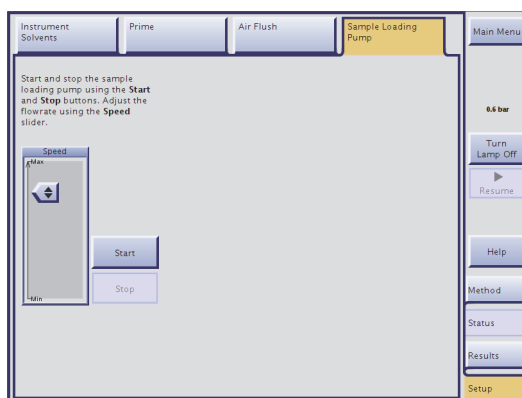 Instrument
Solvents
Prime
Air Flush
Sample Loading
Pump
Main Menu
Start and stop the sample
loading pump using the Start
and Stop buttons. Adjust the
flowrate using the Speed
slider.
0.6 bar
Turn
Lamp Off
Resume
Speed
Max
Min
Start
Stop
Help
Method
Status
Results
Setup